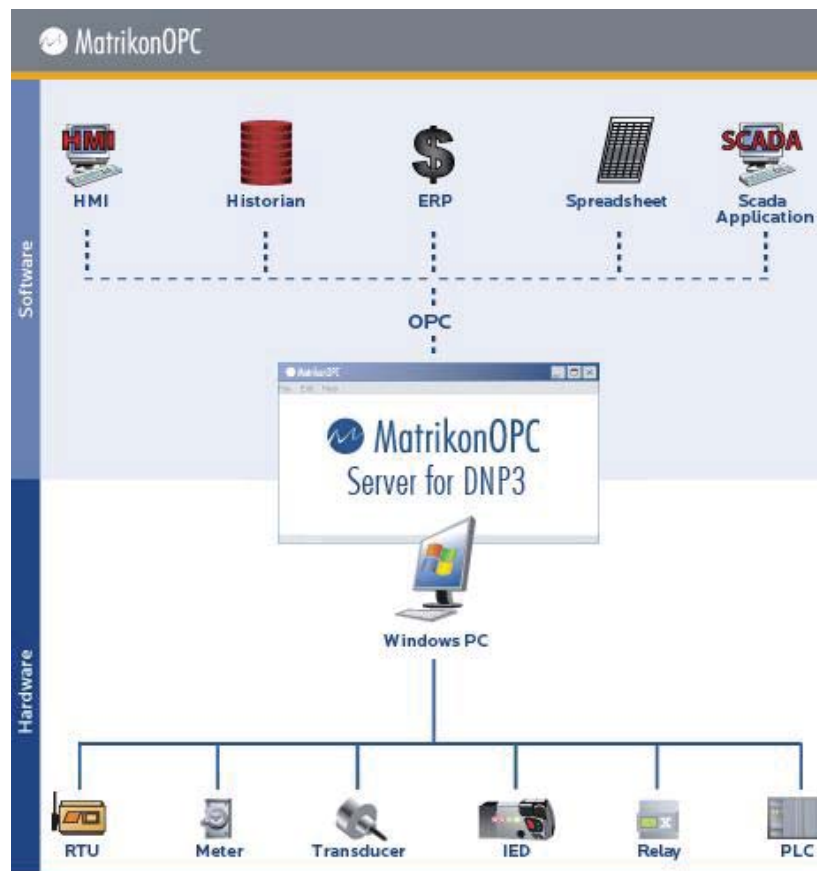 MatrikonOPC
HMI
SCADA
HMI
Historian
ERP
Spreadsheet
Scada
Application
Software
OPC
MatrikonOPC
MatrikonOPC
Server for DNP3
Windows PC
Hardware
RTU
Meter
Transducer
IED
Relay
PLC